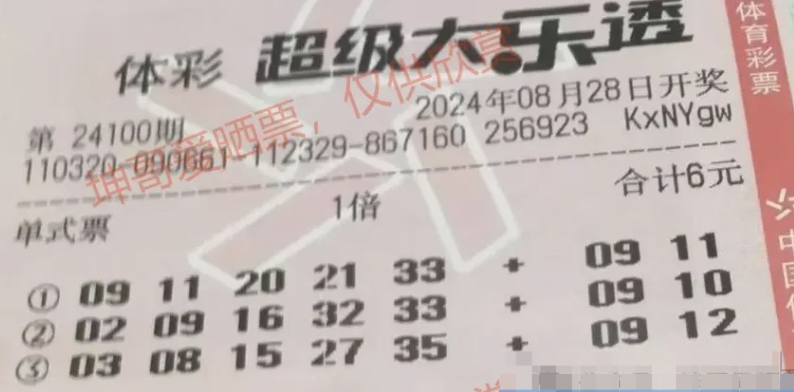 体彩 超级大乐透
第 24100期 2024年08月28日开奖
110320-090661-112329-867160 256923 KxNYgw
单式票 1倍 合计6元
① 09 11 20 21 33 + 09 11
② 02 09 16 32 33 + 09 10
③ 03 08 15 27 35 + 09 12
坤哥爱晒票，仅供欣赏
体育彩票
中国体